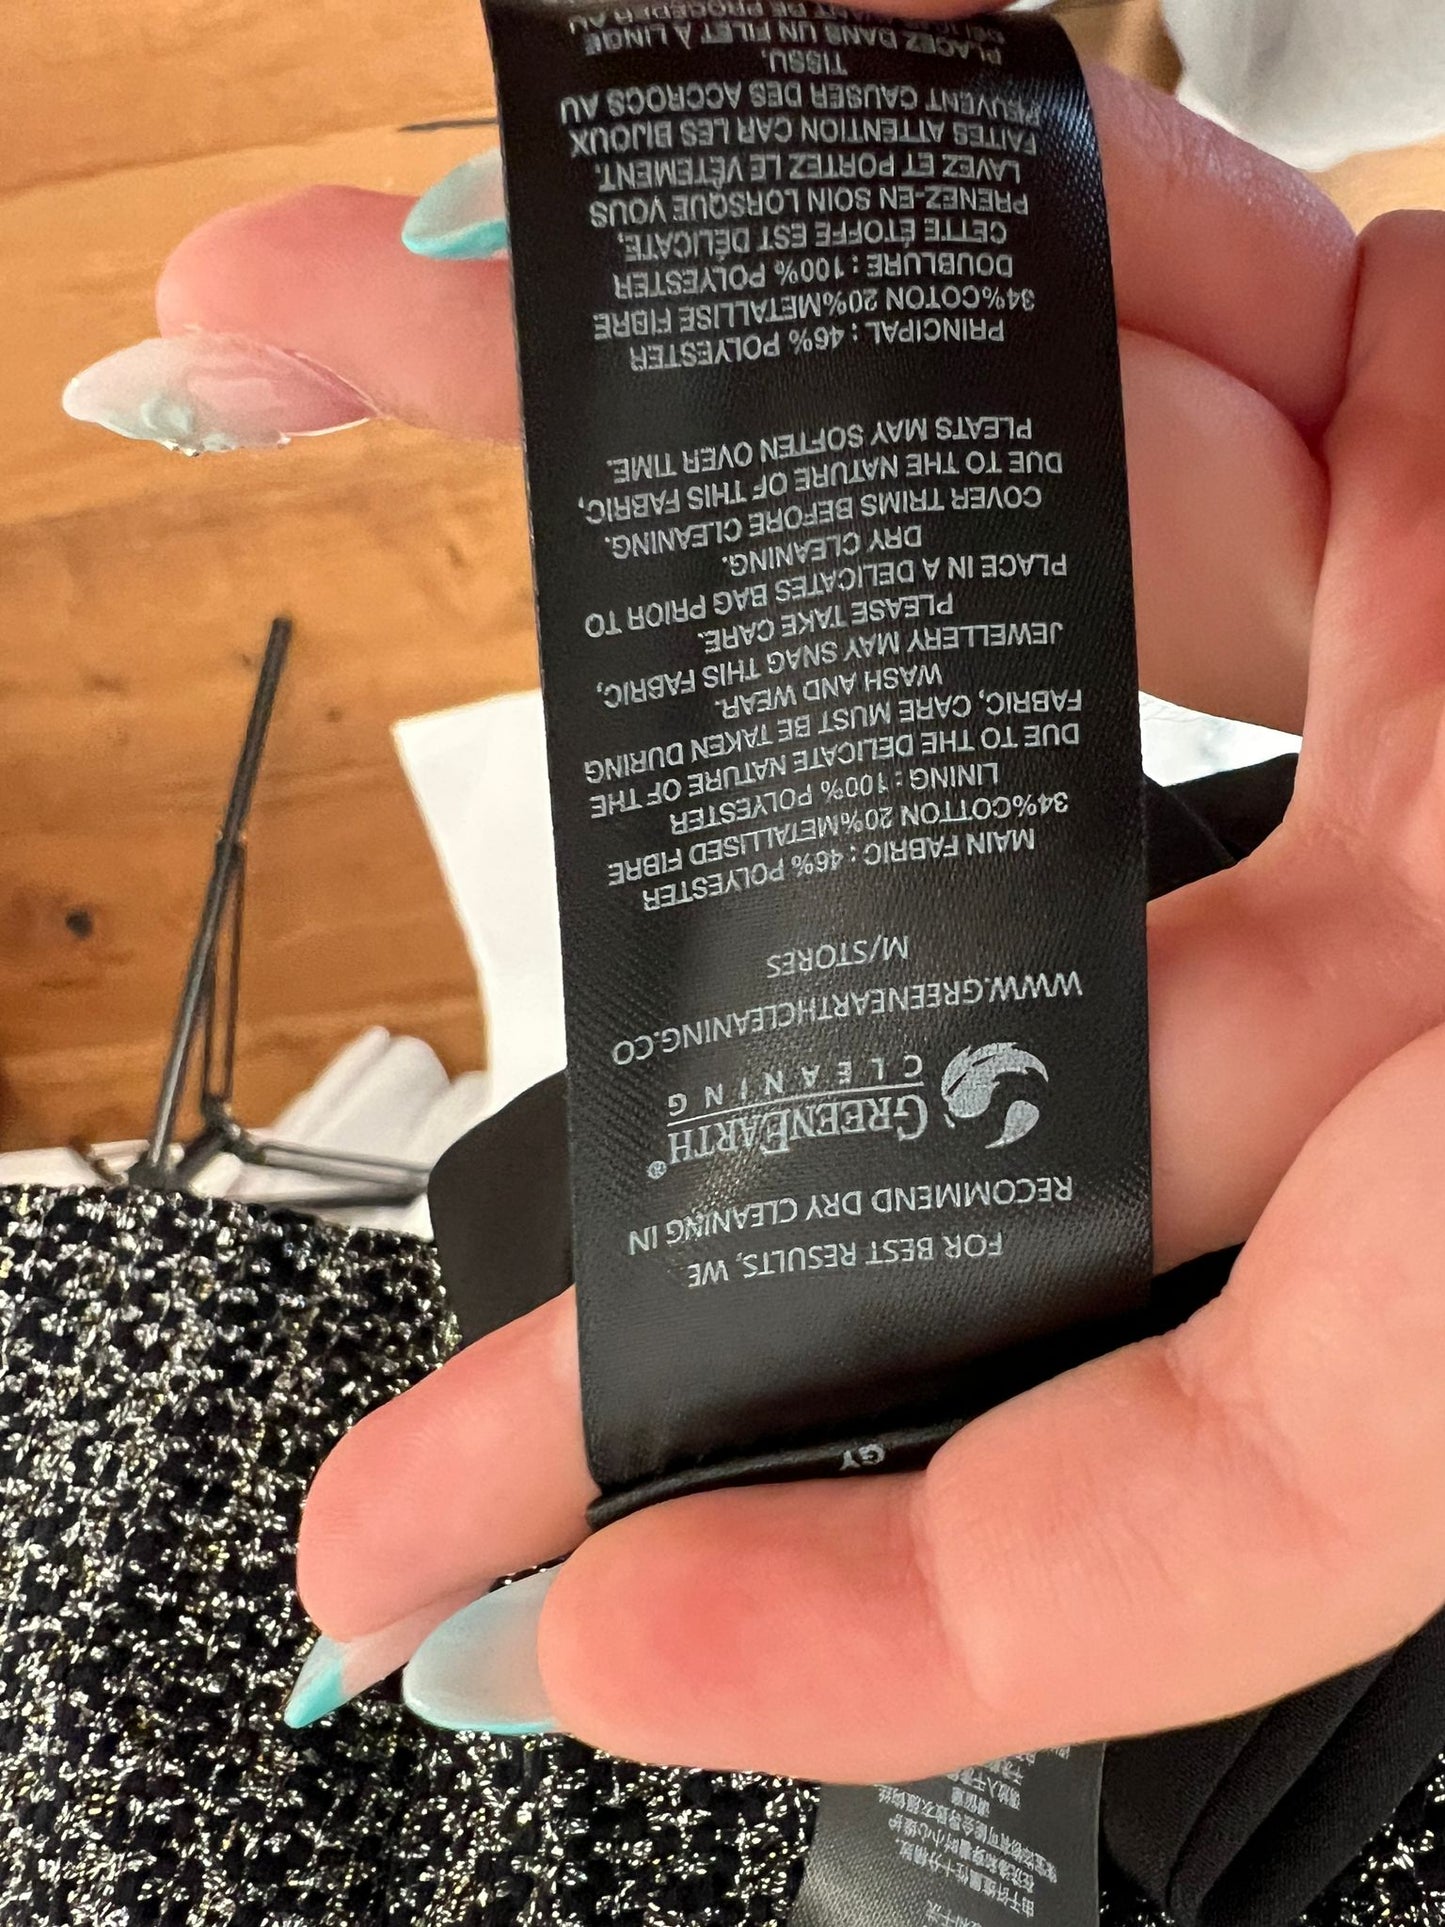 GY
FOR BEST RESULTS, WE
RECOMMEND DRY CLEANING IN
GREENEARTH®
CLEANING
WWW.GREENEARTHCLEANING.CO
M/STORES
MAIN FABRIC : 46% POLYESTER
34%COTTON 20%METALLISED FIBRE
LINING : 100% POLYESTER
DUE TO THE DELICATE NATURE OF THE
FABRIC, CARE MUST BE TAKEN DURING
WASH AND WEAR.
JEWELLERY MAY SNAG THIS FABRIC,
PLEASE TAKE CARE.
PLACE IN A DELICATES BAG PRIOR TO
DRY CLEANING.
COVER TRIMS BEFORE CLEANING.
DUE TO THE NATURE OF THIS FABRIC,
PLEATS MAY SOFTEN OVER TIME.
PRINCIPAL : 46% POLYESTER
34%COTON 20%METALLISE FIBRE
DOUBLURE : 100% POLYESTER
CETTE ÉTOFFE EST DÉLICATE,
PRENEZ-EN SOIN LORSQUE VOUS
LAVEZ ET PORTEZ LE VÊTEMENT.
FAITES ATTENTION CAR LES BIJOUX
PEUVENT CAUSER DES ACCROCS AU
TISSU.
PLACEZ DANS UN FILET À LINGE
AVANT DE PROCÉDER AU